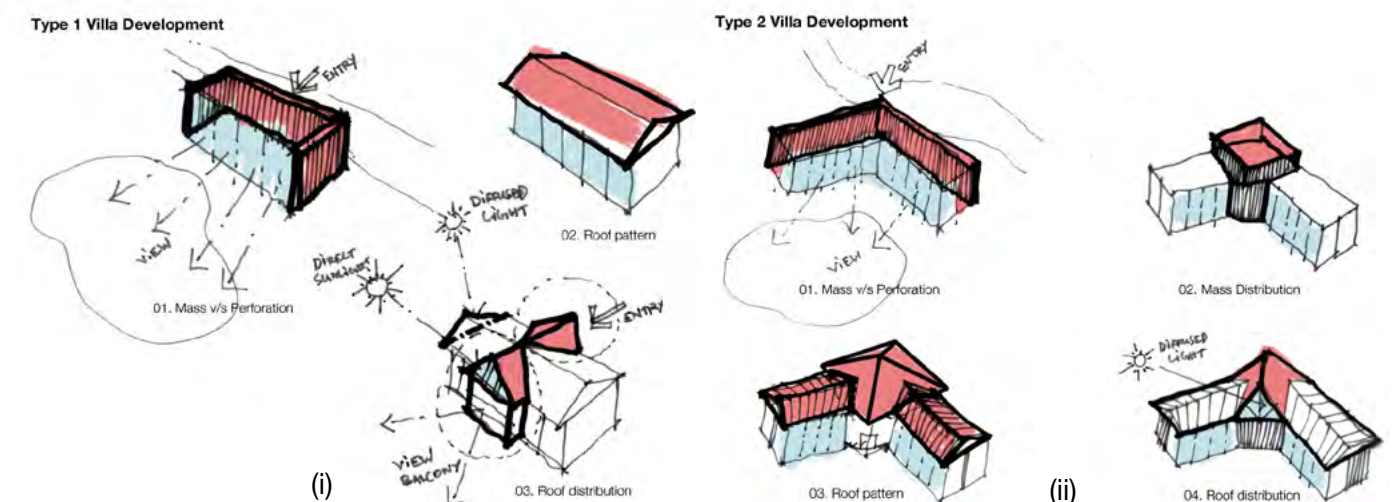 Type 1 Villa Development
ENTRY
02. Roof pattern
VIEW
01. Mass v/s Perforation
DIFFUSED
LIGHT
DIRECT
SUNLIGHT
ENTRY
VIEW
BALCONY
03. Roof distribution
(i)
Type 2 Villa Development
ENTRY
VIEW
01. Mass v/s Perforation
02. Mass Distribution
03. Roof pattern
DIFFUSED
LIGHT
04. Roof distribution
(ii)